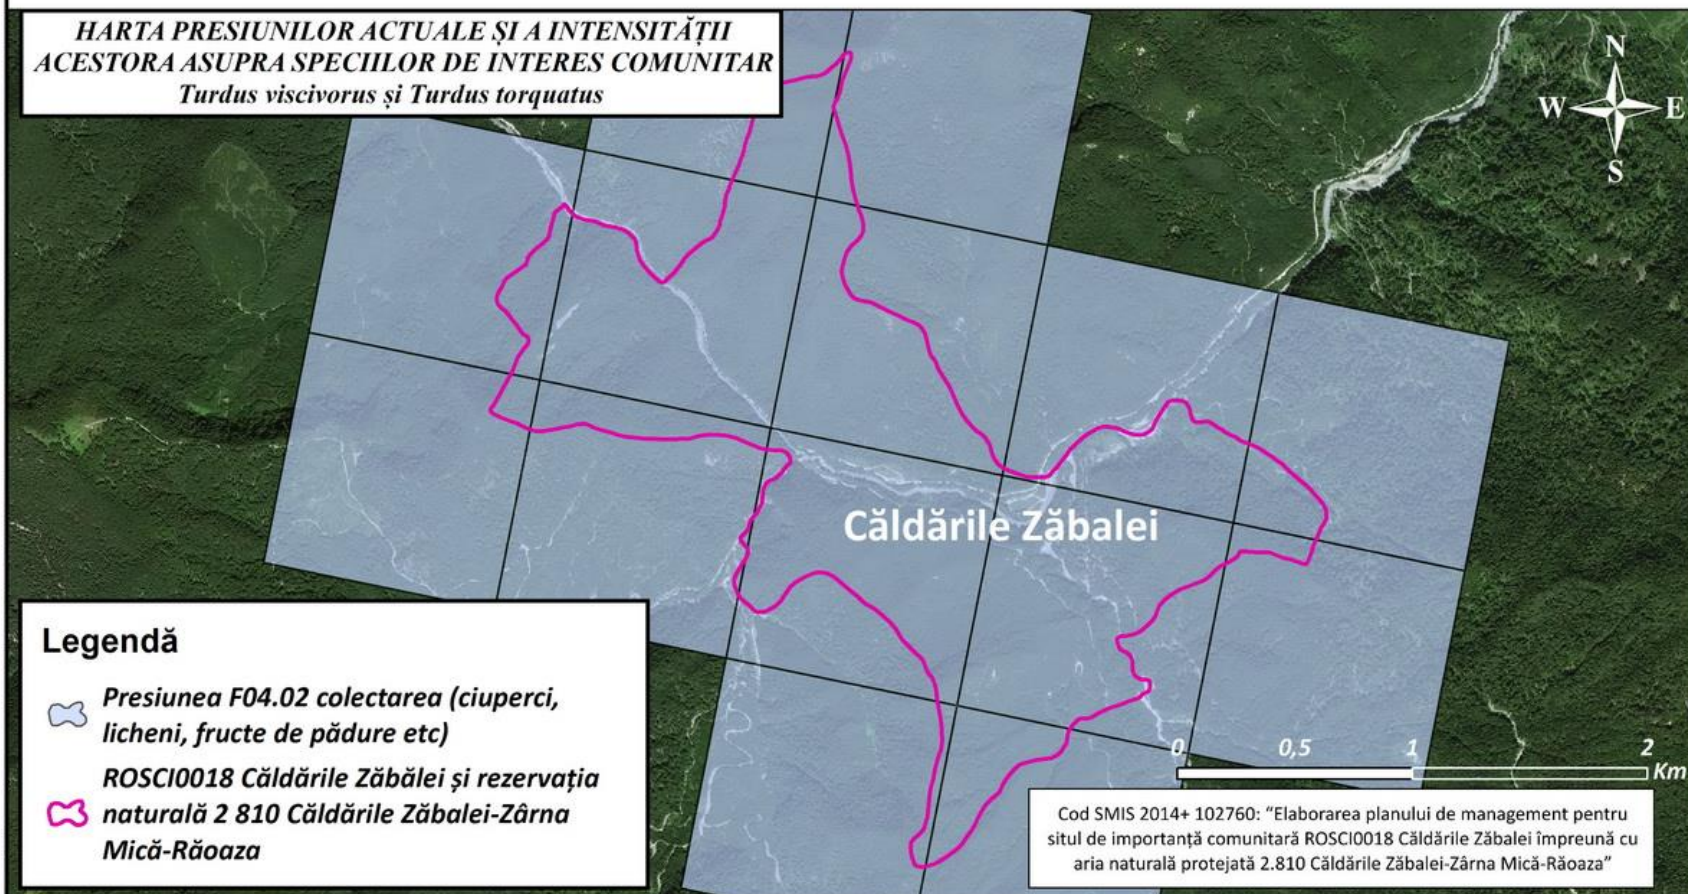 HARTA PRESIUNILOR ACTUALE ȘI A INTENSITĂȚII
ACESTORA ASUPRA SPECIILOR DE INTERES COMUNITAR
Turdus viscivorus și Turdus torquatus
N
W
E
S
Căldările Zăbalei
Legendă
Presiunea F04.02 colectarea (ciuperci,
licheni, fructe de pădure etc)
ROSCI0018 Căldările Zăbălei și rezervația
naturală 2 810 Căldările Zăbalei-Zârna
Mică-Răoaza
0 0,5 1 2
Km
Cod SMIS 2014+ 102760: “Elaborarea planului de management pentru
situl de importanță comunitară ROSCI0018 Căldările Zăbalei împreună cu
aria naturală protejată 2.810 Căldările Zăbalei-Zârna Mică-Răoaza”